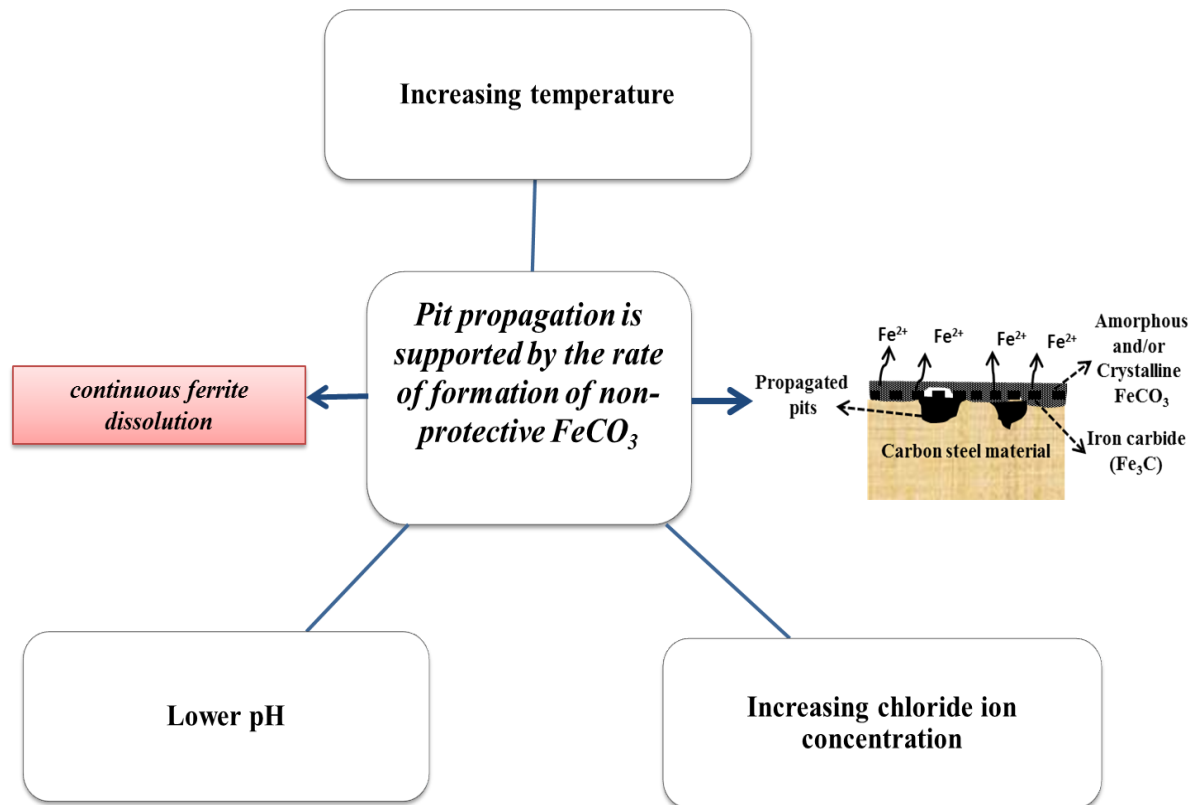 Increasing temperature
Pit propagation is
supported by the rate
of formation of non-
protective FeCO₃
continuous ferrite
dissolution
Fe²⁺
Fe²⁺
Fe²⁺
Fe²⁺
Amorphous
and/or
Crystalline
FeCO₃
Propagated
pits
Carbon steel material
Iron carbide
(Fe₃C)
Lower pH
Increasing chloride ion
concentration